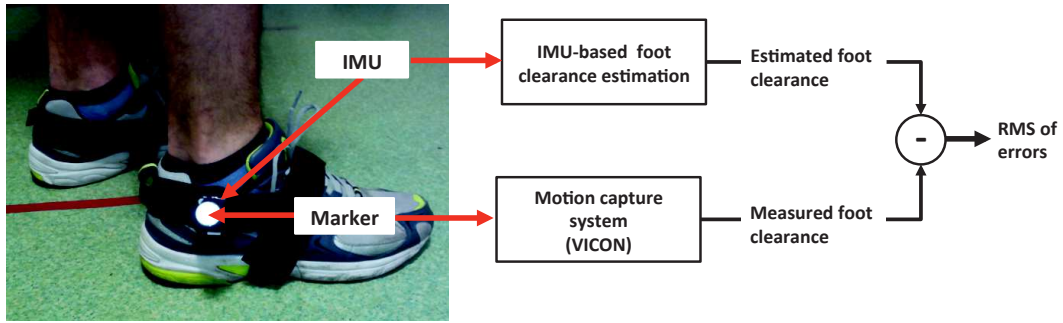 IMU
IMU-based foot
clearance estimation
Estimated foot
clearance
-
RMS of
errors
Marker
Motion capture
system
(VICON)
Measured foot
clearance